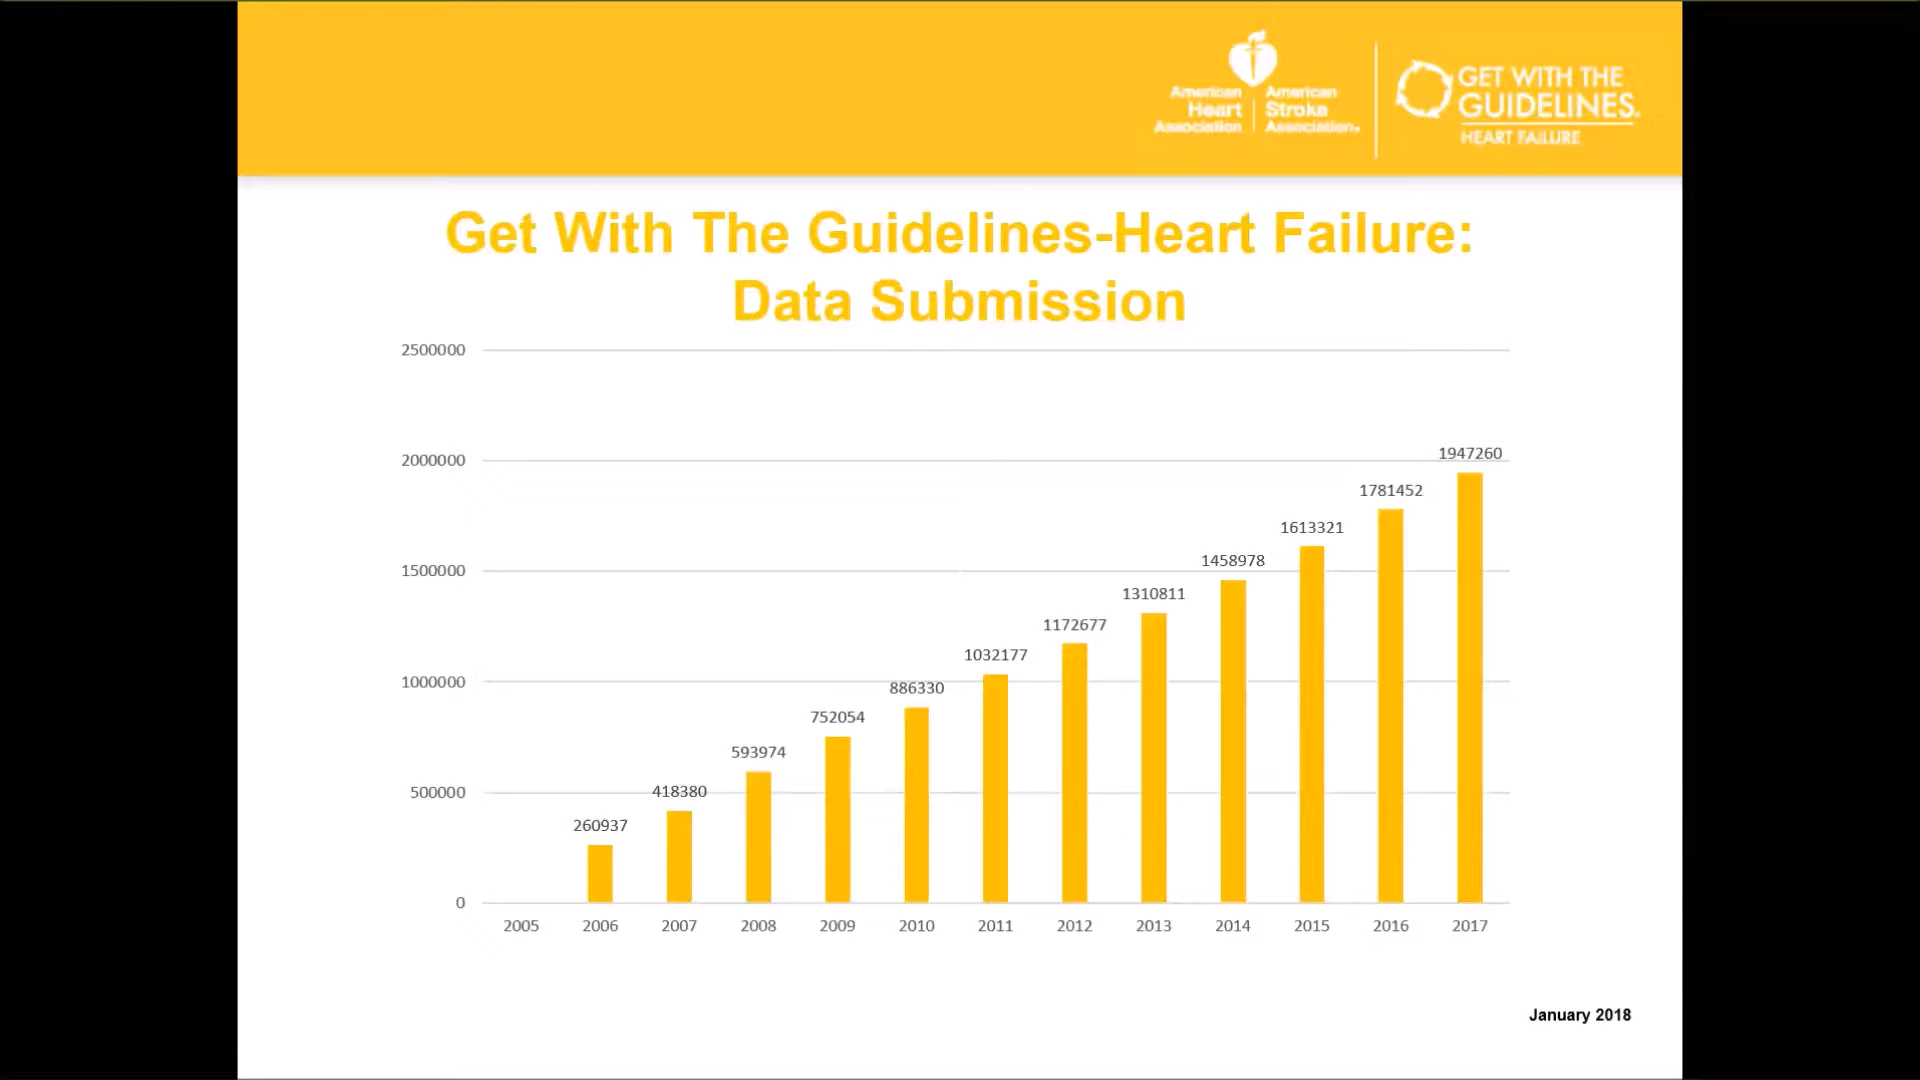 American
Heart
Association
American
Stroke
Association®
GET WITH THE
GUIDELINES®
HEART FAILURE
Get With The Guidelines-Heart Failure:
Data Submission
2500000
2000000
1500000
1000000
500000
0
260937
418380
593974
752054
886330
1032177
1172677
1310811
1458978
1613321
1781452
1947260
2005 2006 2007 2008 2009 2010 2011 2012 2013 2014 2015 2016 2017
January 2018